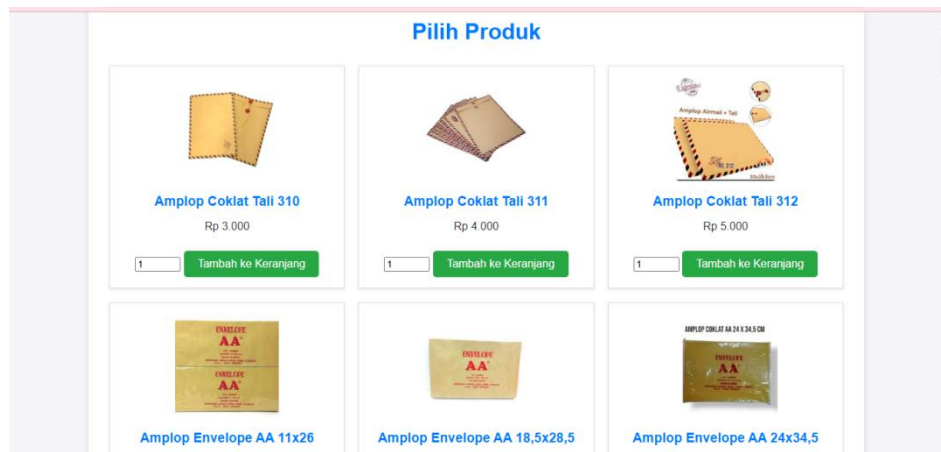 Pilih Produk
Amplop Airmail + Tali
Amplop Coklat Tali 310
Amplop Coklat Tali 311
Amplop Coklat Tali 312
Rp 3.000
Rp 4.000
Rp 5.000
1 Tambah ke Keranjang
1 Tambah ke Keranjang
1 Tambah ke Keranjang
ENVELOPE
AA
ENVELOPE
AA
ENVELOPE
AA
AMPLOP COKLAT AA 24 X 34,5 CM
ENVELOPE
AA
Amplop Envelope AA 11x26
Amplop Envelope AA 18,5x28,5
Amplop Envelope AA 24x34,5